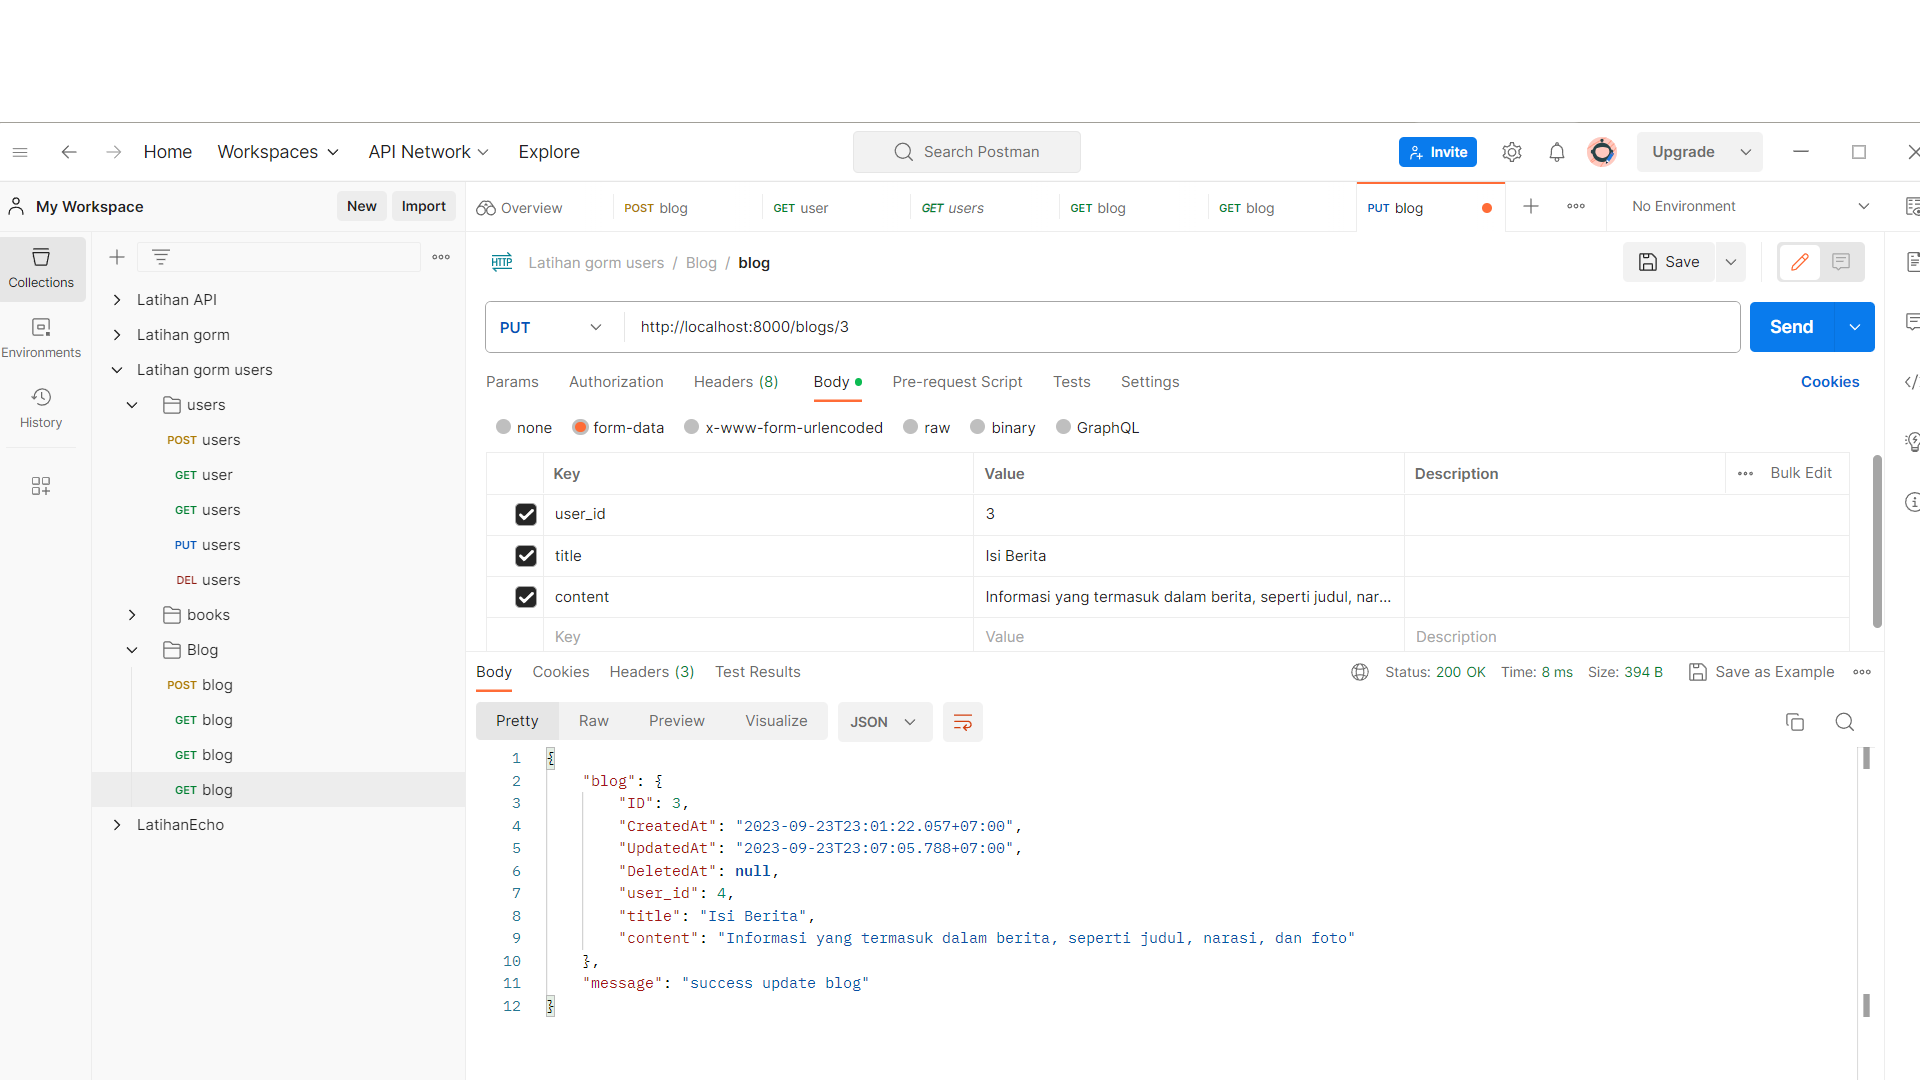 Home Workspaces API Network Explore Search Postman Invite Upgrade
My Workspace New Import Overview POST blog GET user GET users GET blog GET blog PUT blog No Environment
Collections
Environments
History
Latihan API
Latihan gorm
Latihan gorm users
users
POST users
GET user
GET users
PUT users
DEL users
books
Blog
POST blog
GET blog
GET blog
GET blog
LatihanEcho
HTTP Latihan gorm users / Blog / blog Save
PUT http://localhost:8000/blogs/3 Send
Params Authorization Headers (8) Body Pre-request Script Tests Settings Cookies
none form-data x-www-form-urlencoded raw binary GraphQL
Key Value Description Bulk Edit
user_id 3
title Isi Berita
content Informasi yang termasuk dalam berita, seperti judul, nar...
Key Value Description
Body Cookies Headers (3) Test Results Status: 200 OK Time: 8 ms Size: 394 B Save as Example
Pretty Raw Preview Visualize JSON
1 {
2 "blog": {
3 "ID": 3,
4 "CreatedAt": "2023-09-23T23:01:22.057+07:00",
5 "UpdatedAt": "2023-09-23T23:07:05.788+07:00",
6 "DeletedAt": null,
7 "user_id": 4,
8 "title": "Isi Berita",
9 "content": "Informasi yang termasuk dalam berita, seperti judul, narasi, dan foto"
10 },
11 "message": "success update blog"
12 }